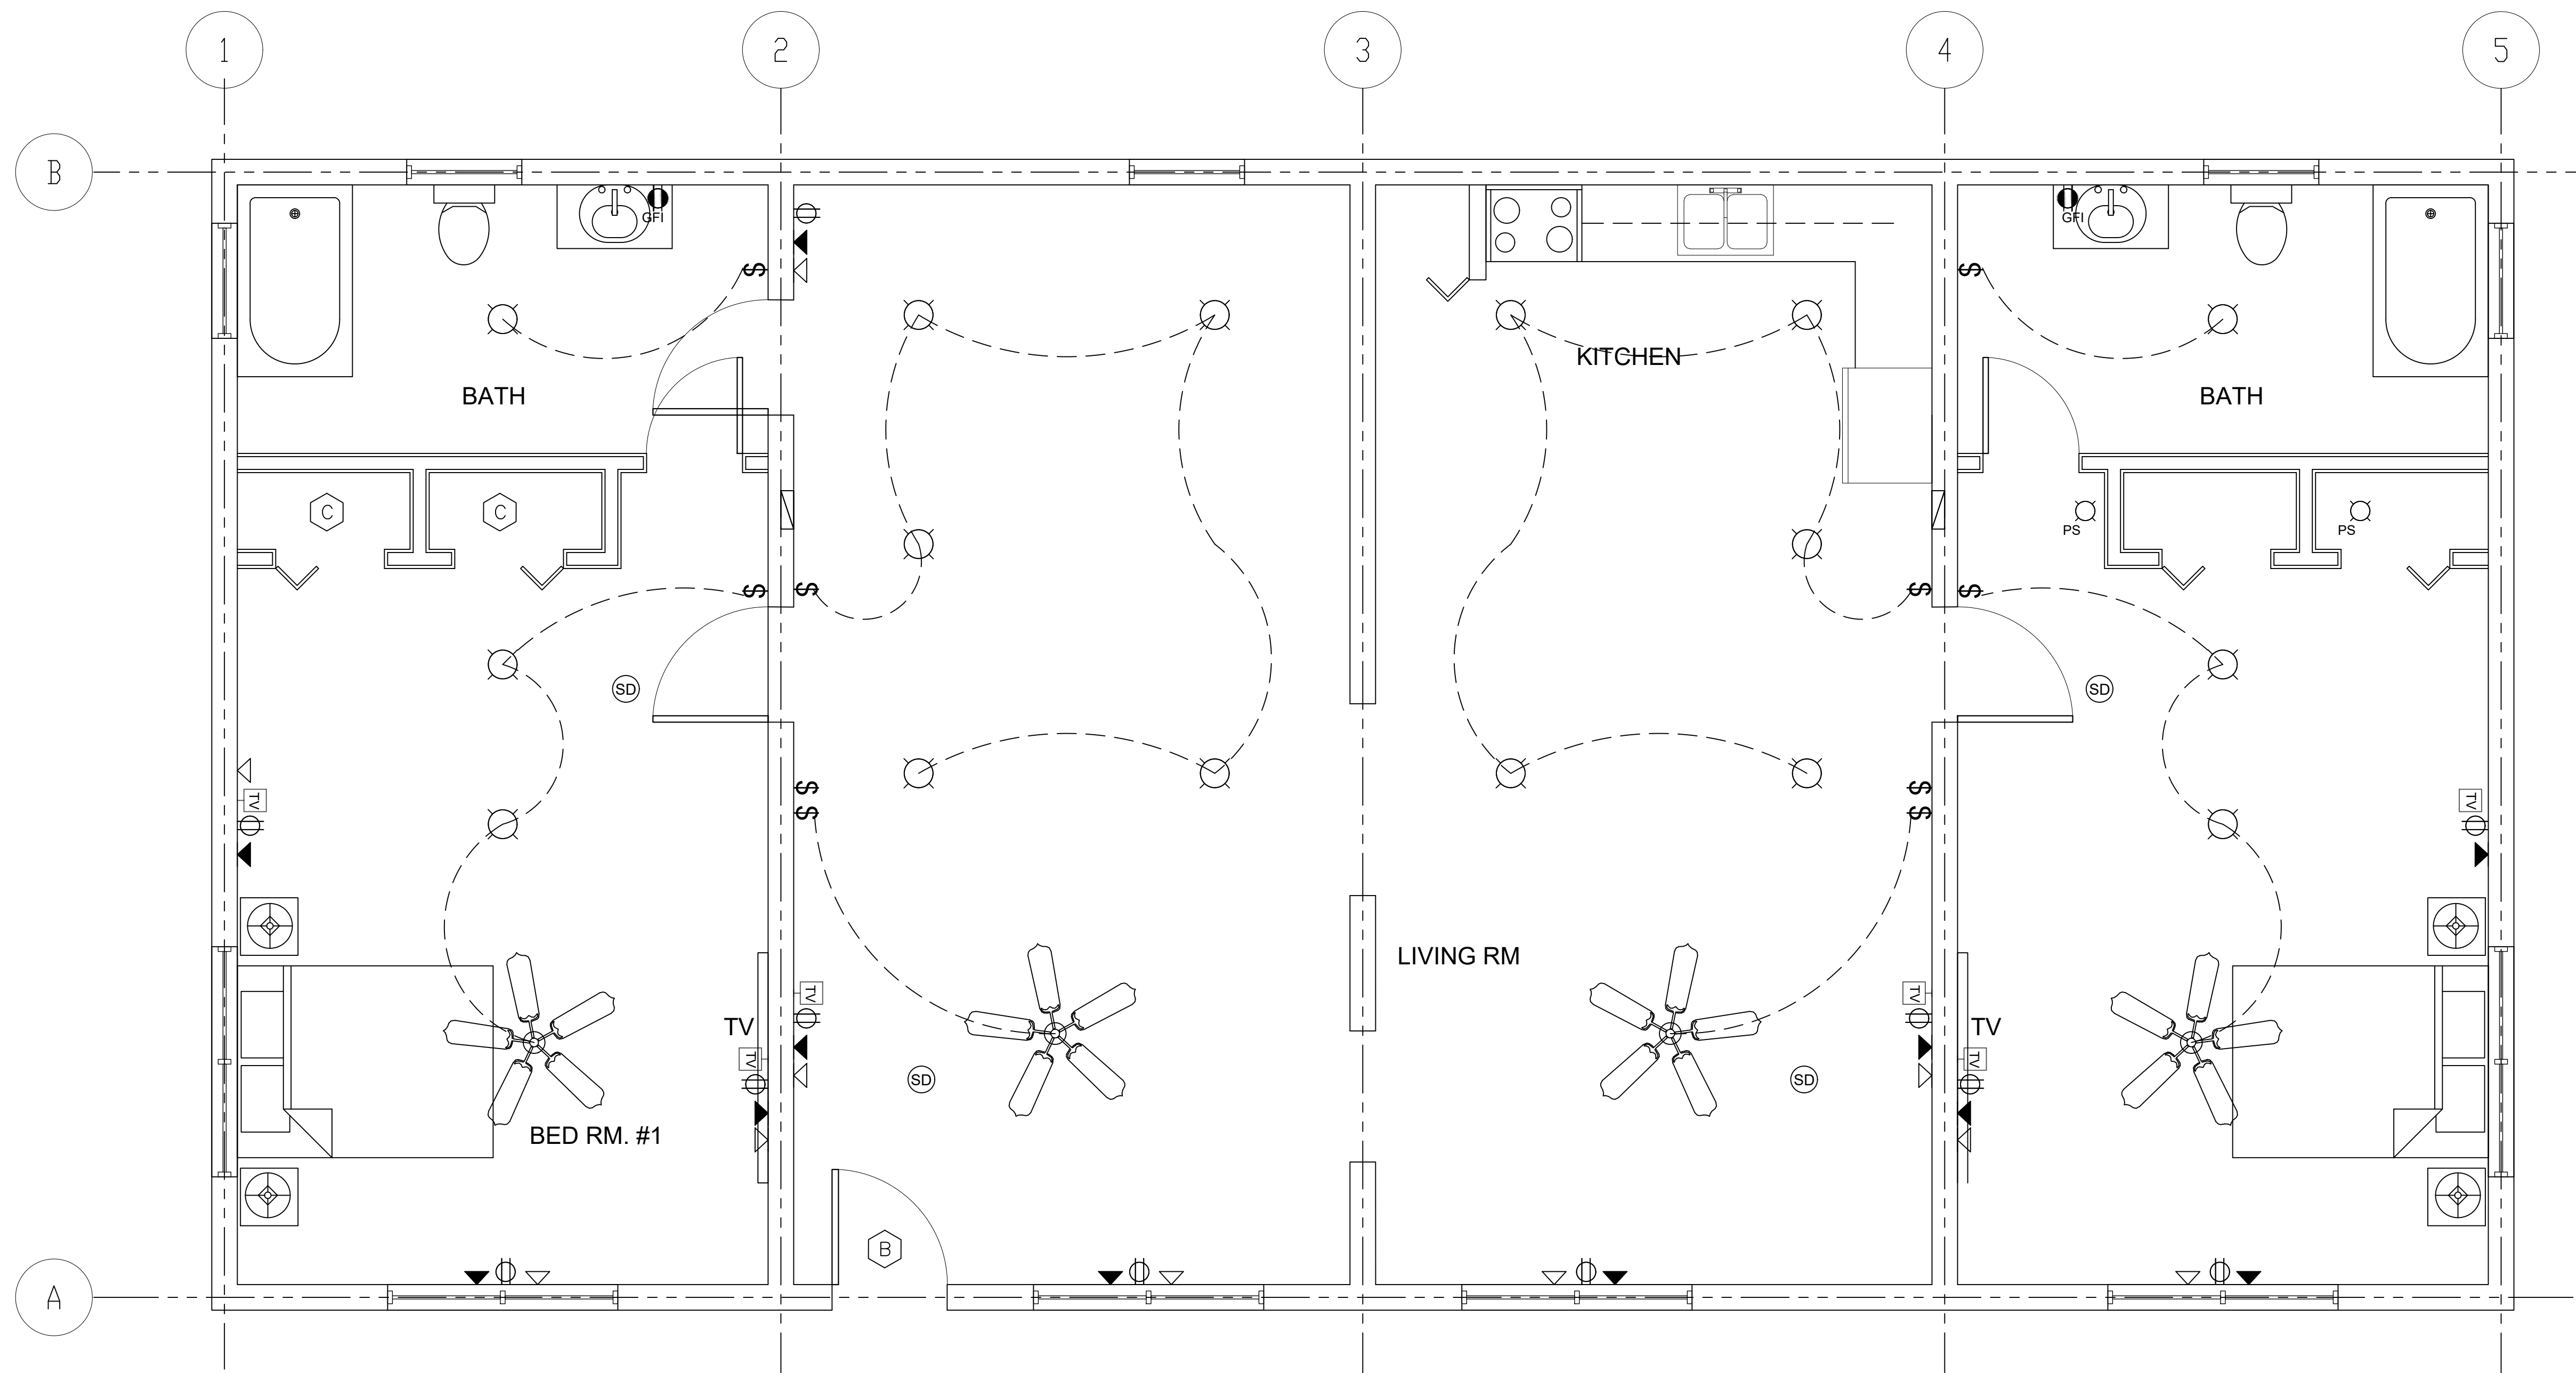 1 2 3 4 5
B
GFI GFI
$ $
KITCHEN
BATH BATH
C C
PS PS
$ $ $ $
SD SD
$ $
TV TV
$ $
LIVING RM
TV TV
TV TV
TV TV
SD SD
BED RM. #1
B
A